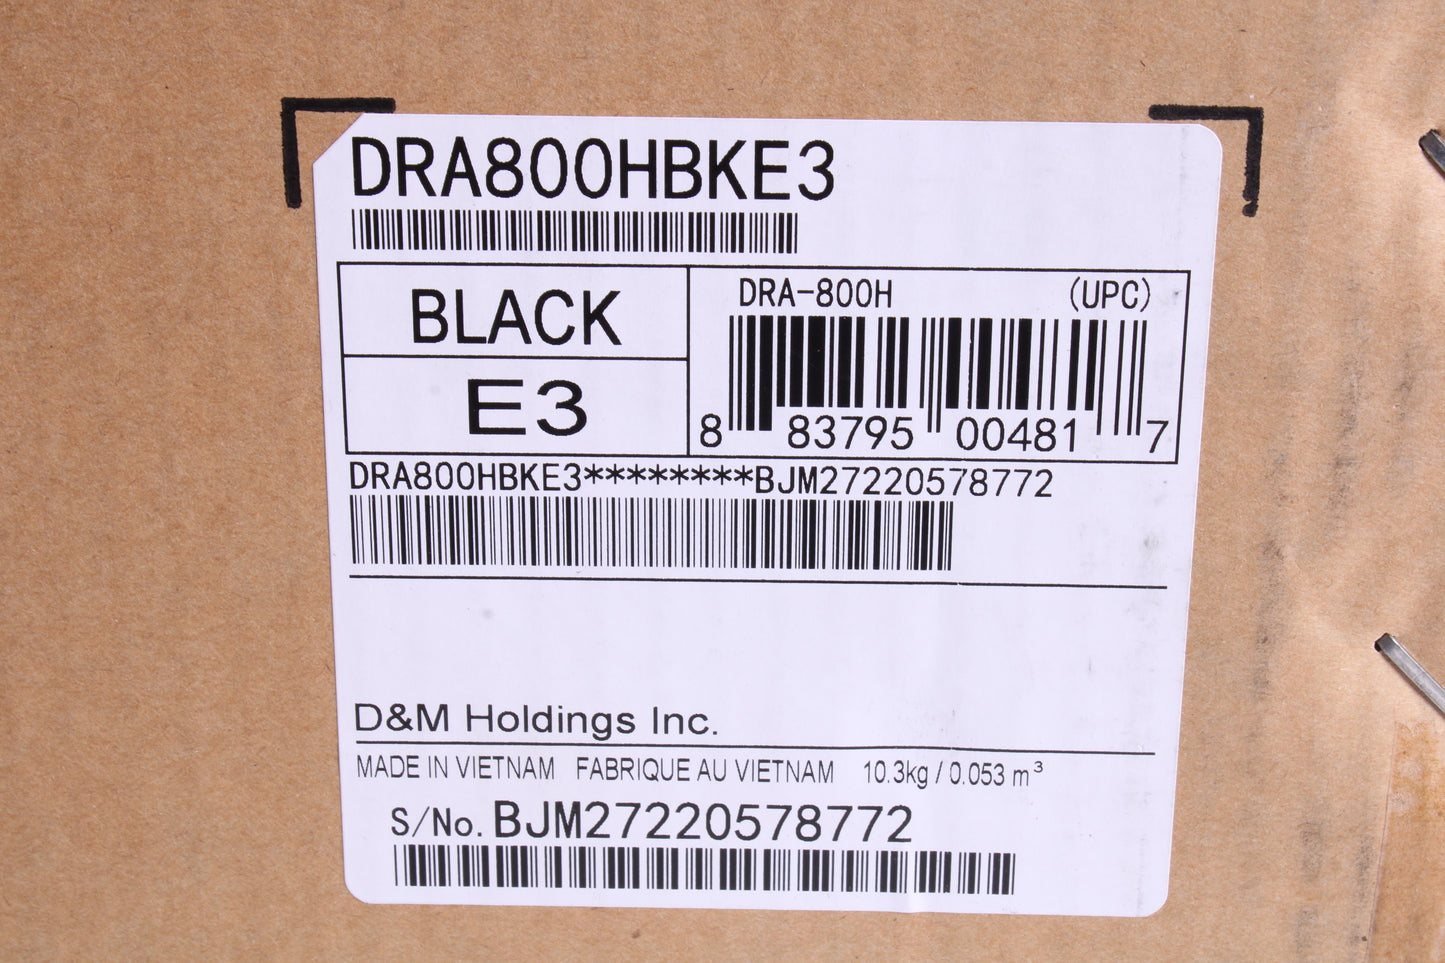 DRA800HBKE3
BLACK
E3
DRA-800H (UPC)
8 83795 00481 7
DRA800HBKE3********BJM27220578772
D&M Holdings Inc.
MADE IN VIETNAM FABRIQUE AU VIETNAM 10.3kg / 0.053 m³
S/No. BJM27220578772